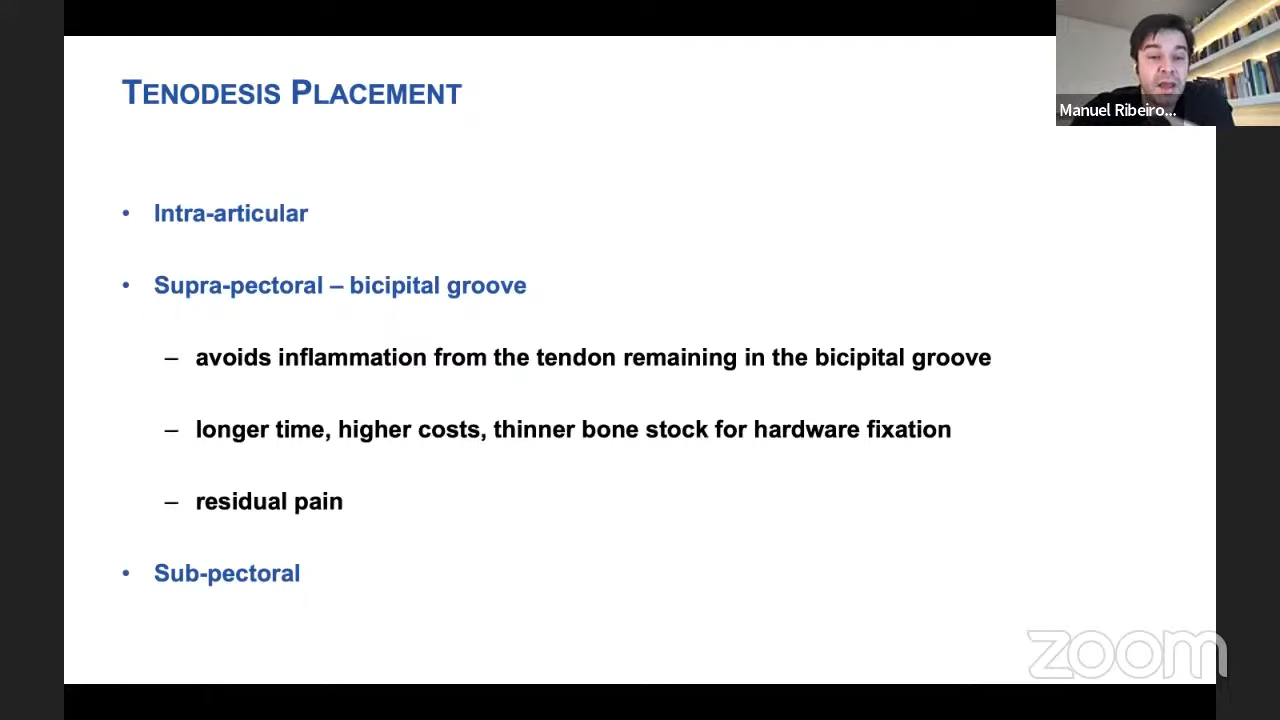 TENODESIS PLACEMENT
Manuel Ribeiro...
• Intra-articular
• Supra-pectoral – bicipital groove
– avoids inflammation from the tendon remaining in the bicipital groove
– longer time, higher costs, thinner bone stock for hardware fixation
– residual pain
• Sub-pectoral
zoom